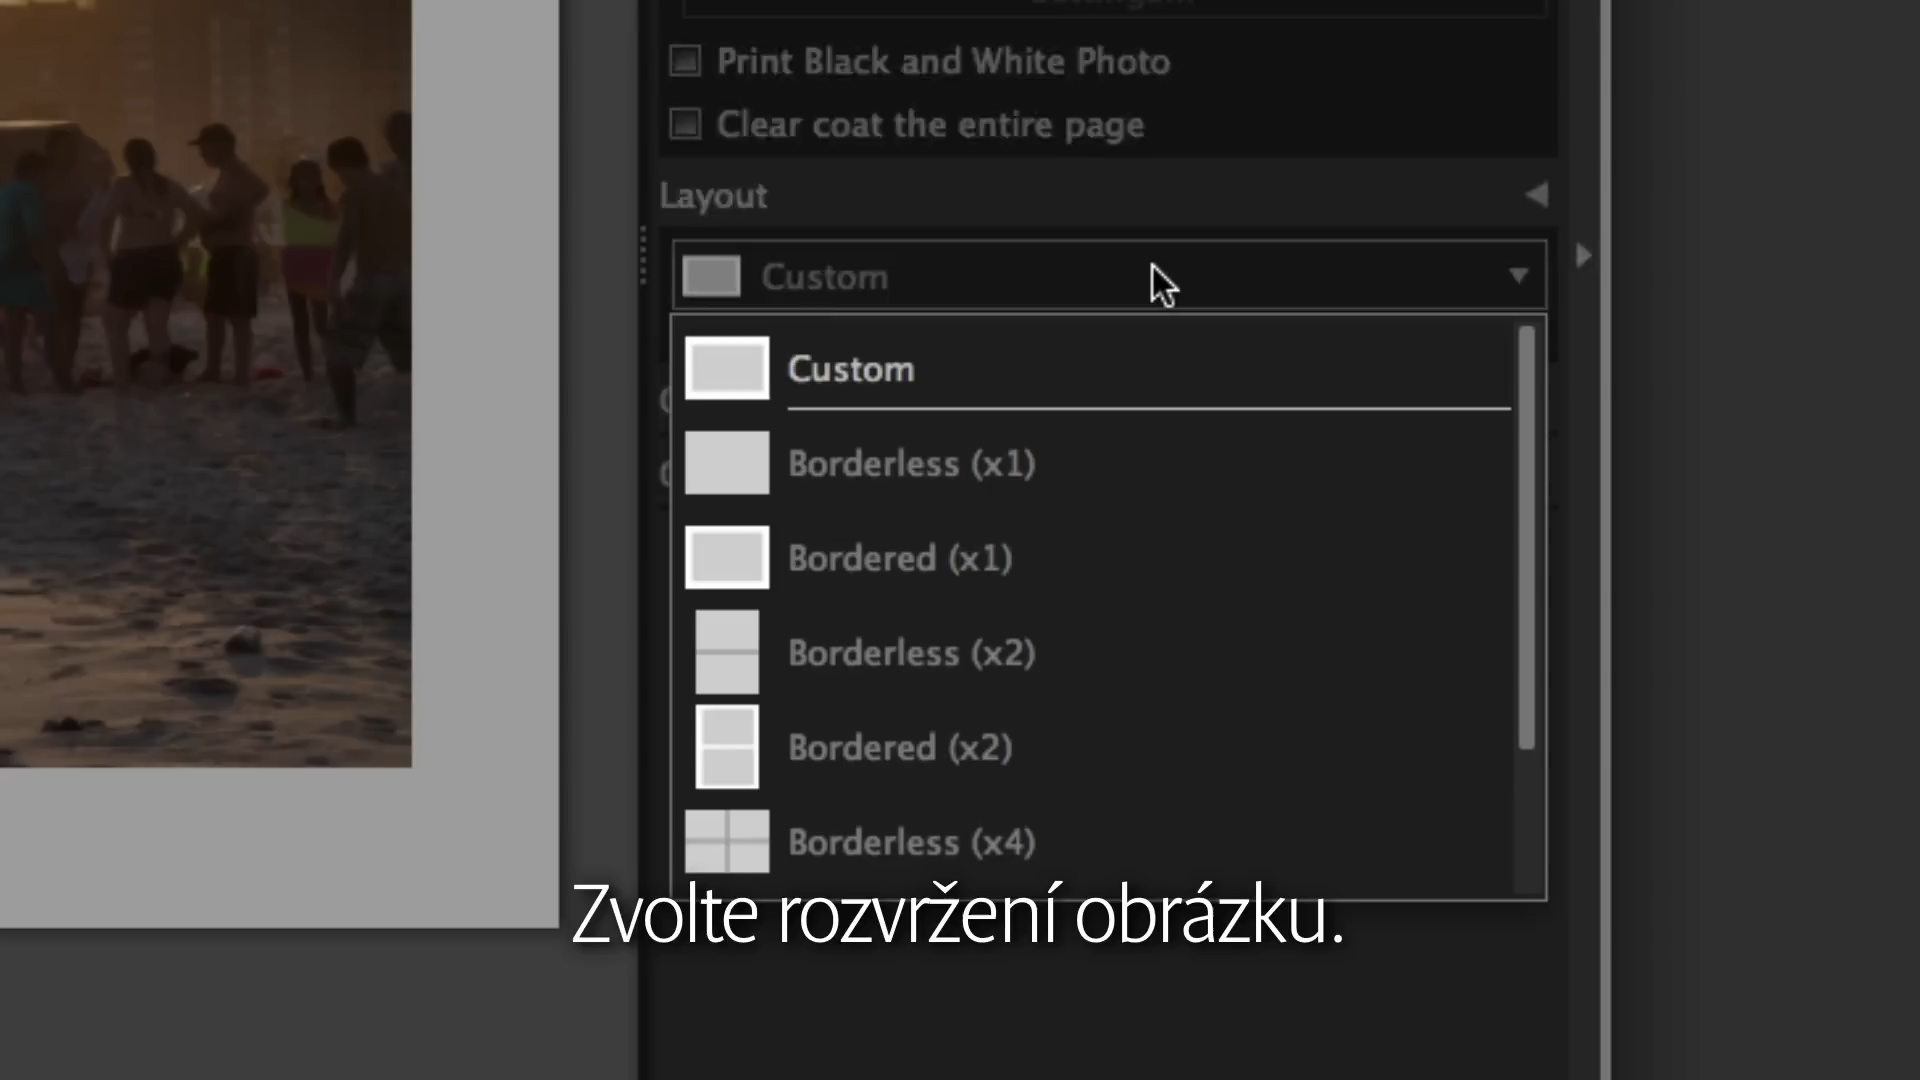 Print Black and White Photo
Clear coat the entire page
Layout
Custom
Custom
Borderless (x1)
Bordered (x1)
Borderless (x2)
Bordered (x2)
Borderless (x4)
Zvolte rozvržení obrázku.